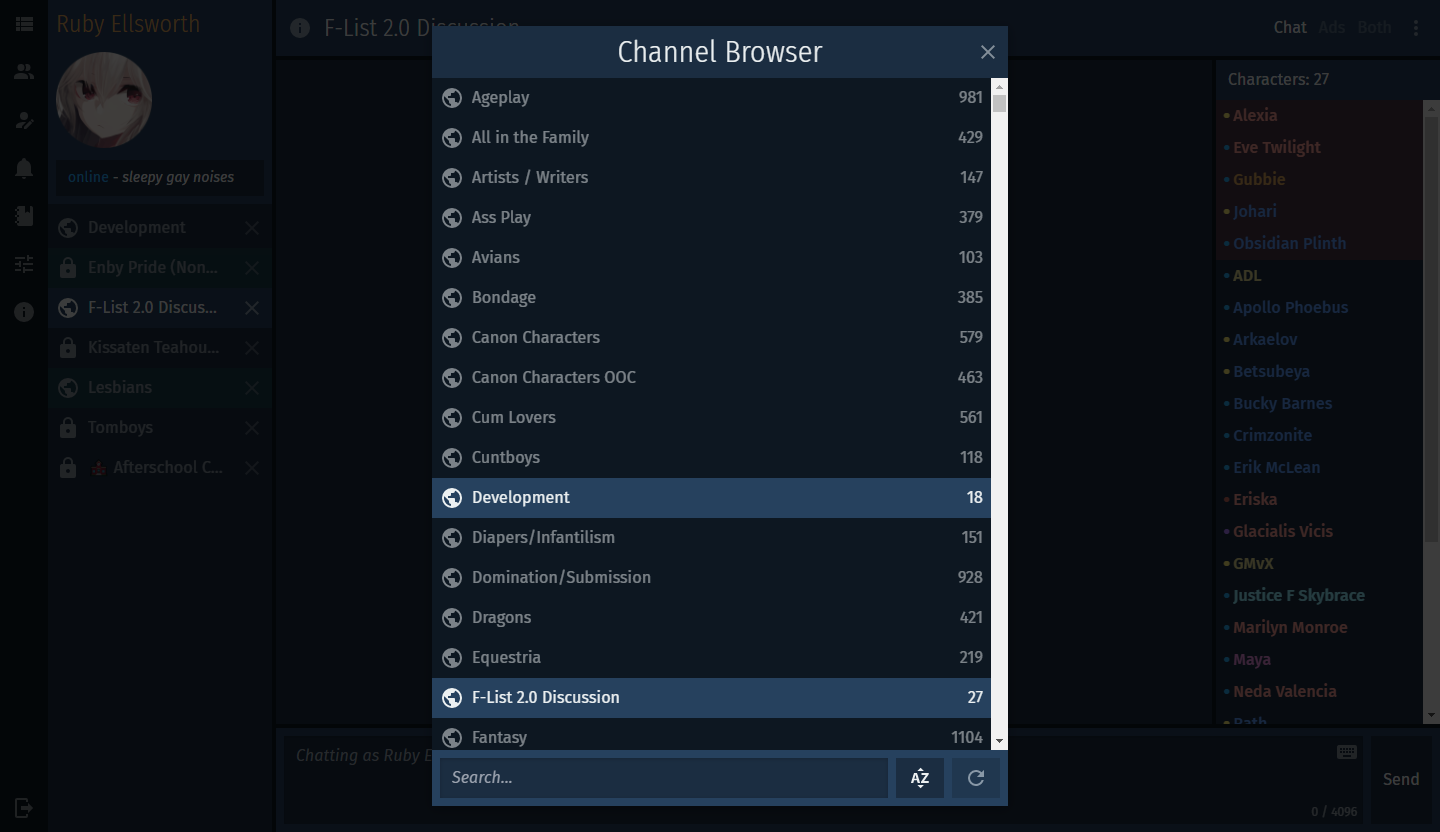 Ruby Ellsworth
online - sleepy gay noises
Development
Enby Pride (Non...
F-List 2.0 Discus...
Kissaten Teahou...
Lesbians
Tomboys
Afterschool C...
F-List 2.0 Discussion
Chat Ads Both
Channel Browser
Ageplay 981
All in the Family 429
Artists / Writers 147
Ass Play 379
Avians 103
Bondage 385
Canon Characters 579
Canon Characters OOC 463
Cum Lovers 561
Cuntboys 118
Development 18
Diapers/Infantilism 151
Domination/Submission 928
Dragons 421
Equestria 219
F-List 2.0 Discussion 27
Fantasy 1104
Search...
AZ
Chatting as Ruby E
0 / 4096
Send
Characters: 27
Alexia
Eve Twilight
Gubbie
Johari
Obsidian Plinth
ADL
Apollo Phoebus
Arkaelov
Betsubeya
Bucky Barnes
Crimzonite
Erik McLean
Eriska
Glacialis Vicis
GMvX
Justice F Skybrace
Marilyn Monroe
Maya
Neda Valencia